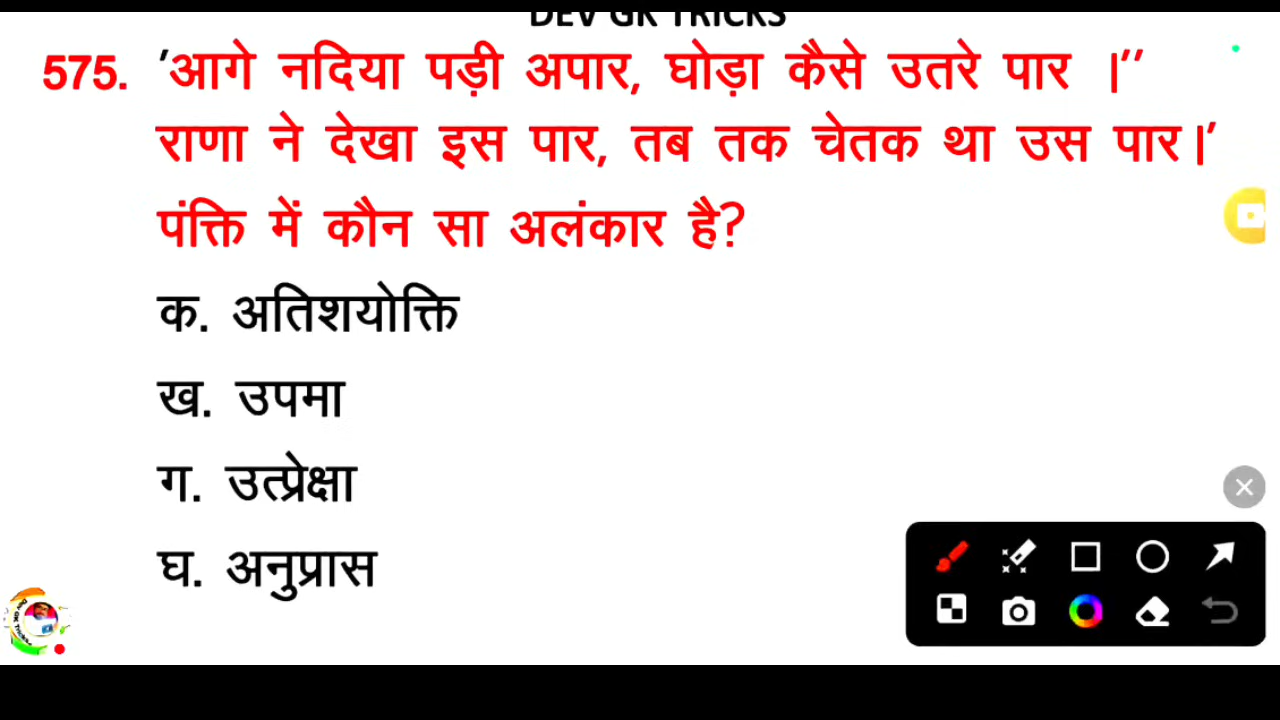 DEV GK TRICKS
575. 'आगे नदिया पड़ी अपार, घोड़ा कैसे उतरे पार ।''
राणा ने देखा इस पार, तब तक चेतक था उस पार।'
पंक्ति में कौन सा अलंकार है?
क. अतिशयोक्ति
ख. उपमा
ग. उत्प्रेक्षा
घ. अनुप्रास